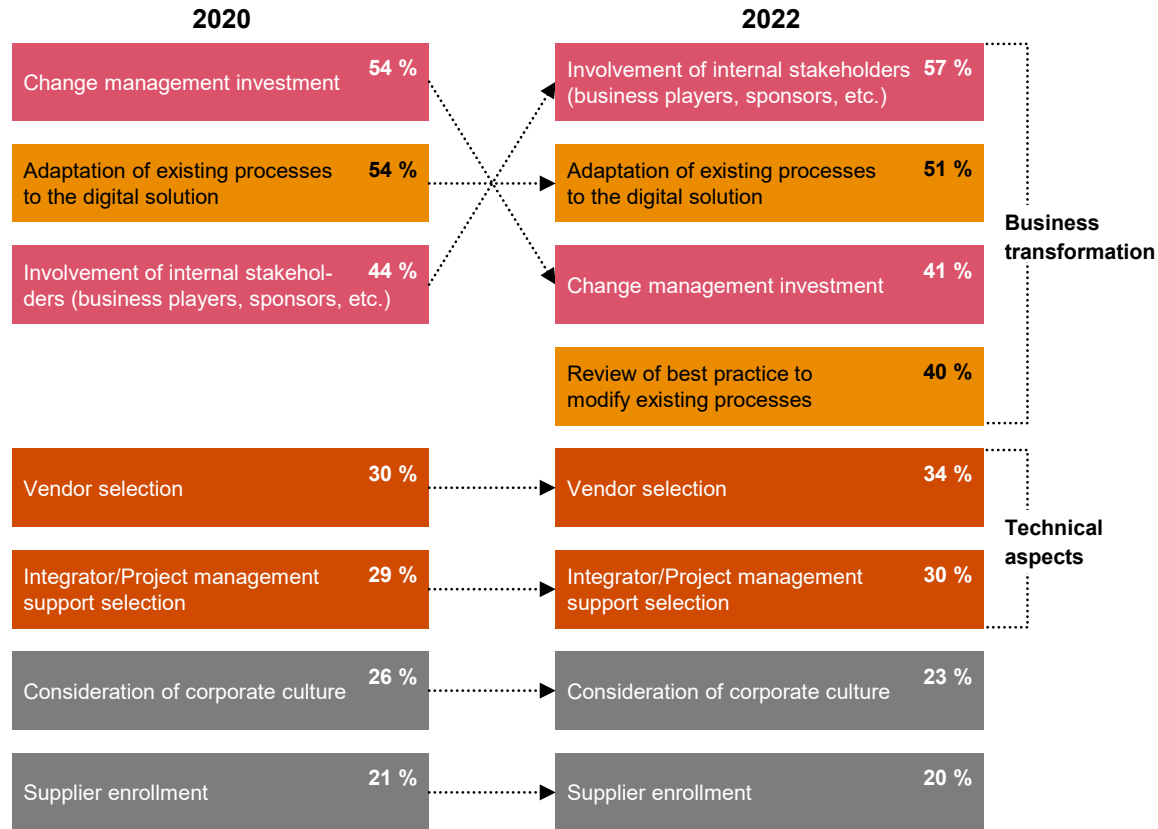 2020
2022
Change management investment
54 %
Involvement of internal stakeholders
(business players, sponsors, etc.)
57 %
Adaptation of existing processes
to the digital solution
54 %
Adaptation of existing processes
to the digital solution
51 %
Business
transformation
Involvement of internal stakehol-
ders (business players, sponsors, etc.)
44 %
Change management investment
41 %
Review of best practice to
modify existing processes
40 %
Vendor selection
30 %
Vendor selection
34 %
Technical
aspects
Integrator/Project management
support selection
29 %
Integrator/Project management
support selection
30 %
Consideration of corporate culture
26 %
Consideration of corporate culture
23 %
Supplier enrollment
21 %
Supplier enrollment
20 %